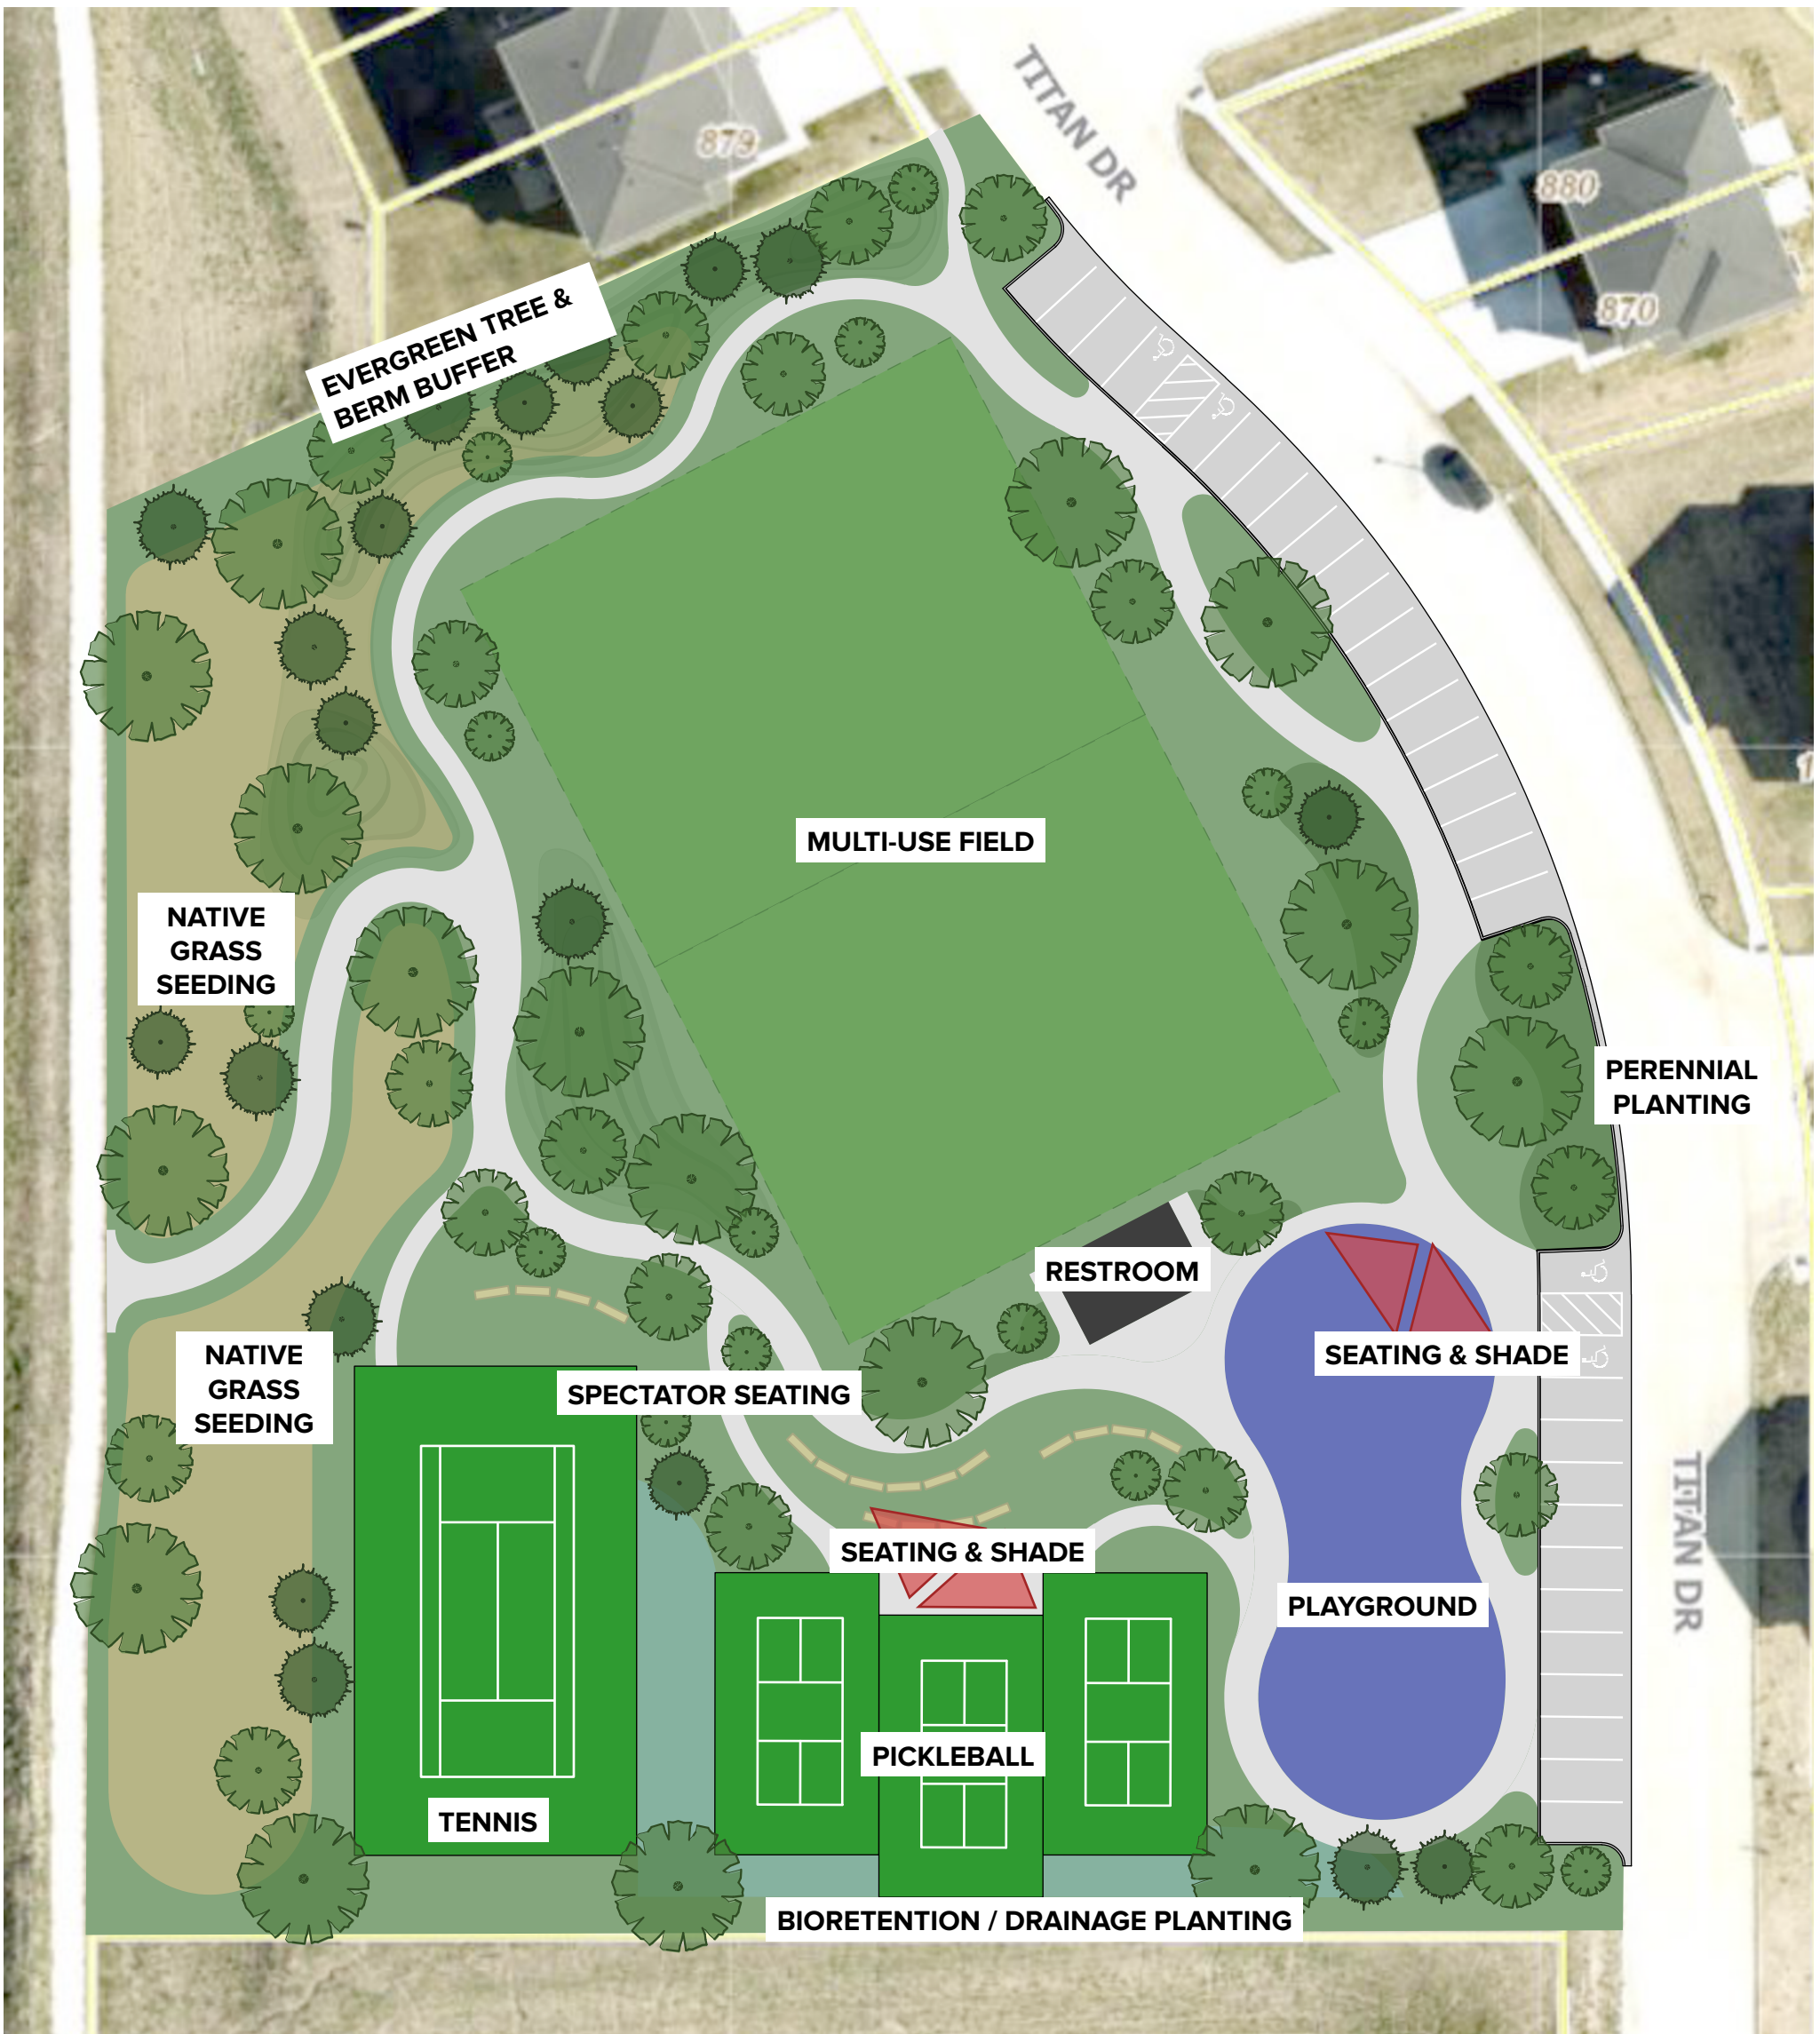 TITAN DR
879
880
870
EVERGREEN TREE &
BERM BUFFER
1
MULTI-USE FIELD
NATIVE
GRASS
SEEDING
PERENNIAL
PLANTING
RESTROOM
SEATING & SHADE
NATIVE
GRASS
SEEDING
SPECTATOR SEATING
TITAN DR
SEATING & SHADE
PLAYGROUND
PICKLEBALL
TENNIS
BIORETENTION / DRAINAGE PLANTING